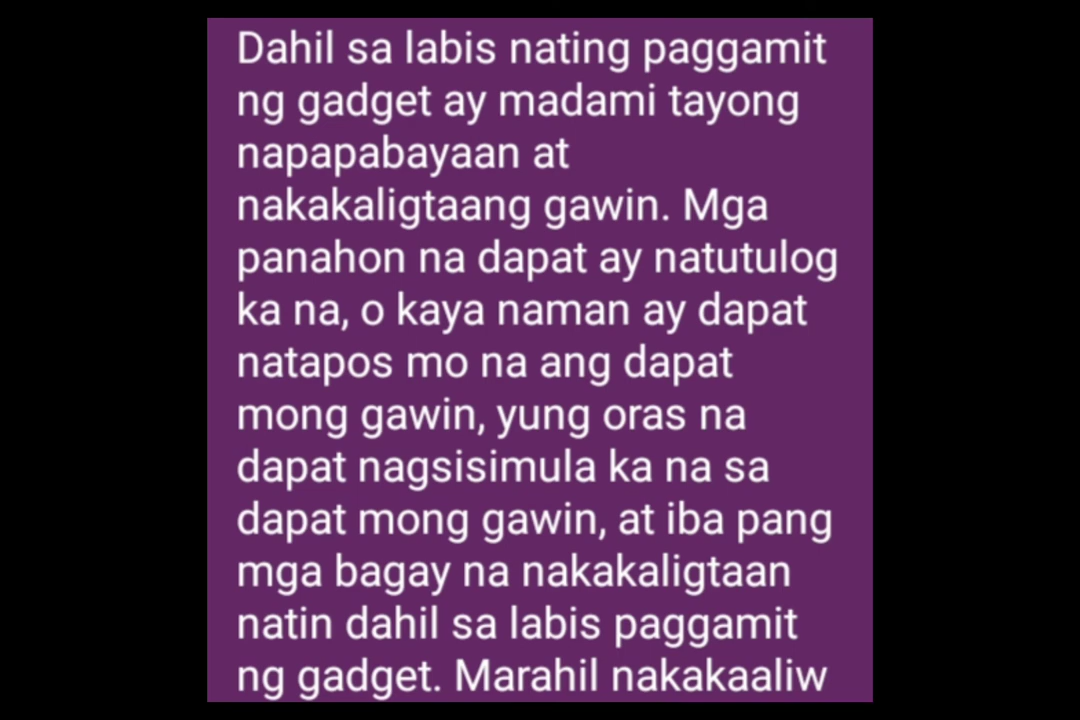 Dahil sa labis nating paggamit
ng gadget ay madami tayong
napapabayaan at
nakakaligtaang gawin. Mga
panahon na dapat ay natutulog
ka na, o kaya naman ay dapat
natapos mo na ang dapat
mong gawin, yung oras na
dapat nagsisimula ka na sa
dapat mong gawin, at iba pang
mga bagay na nakakaligtaan
natin dahil sa labis paggamit
ng gadget. Marahil nakakaaliw